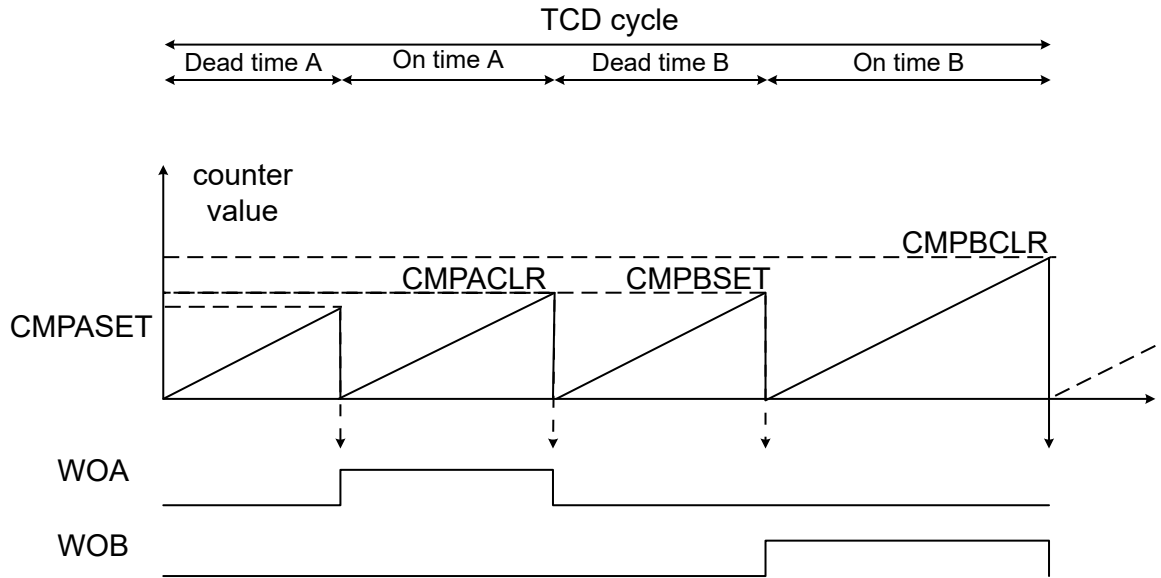 TCD cycle
Dead time A
On time A
Dead time B
On time B
counter
value
CMPBCLR
CMPACLR
CMPBSET
CMPASET
WOA
WOB